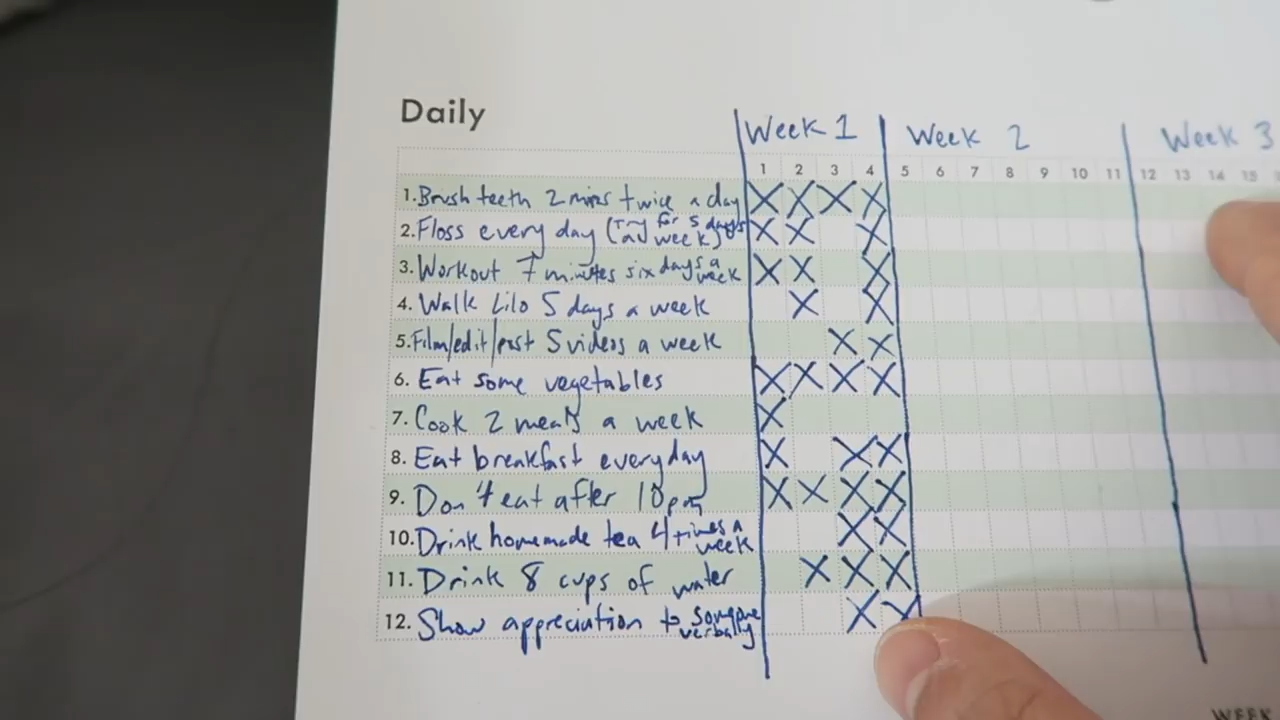 Daily
Week 1 Week 2 Week 3
1 2 3 4 5 6 7 8 9 10 11 12 13 14 15
1. Brush teeth 2 mins twice a day X X X X
2. Floss every day (Try for 5 days a week) X X X
3. Workout 7 minutes six days a week X X X
4. Walk Lilo 5 days a week X X
5. Film/edit/post 5 videos a week X X
6. Eat some vegetables X X X X
7. Cook 2 meals a week X
8. Eat breakfast everyday X X X
9. Don't eat after 10pm X X X X
10. Drink homemade tea 4 times a week X X
11. Drink 8 cups of water X X X
12. Show appreciation to someone verbally X X
WEEK